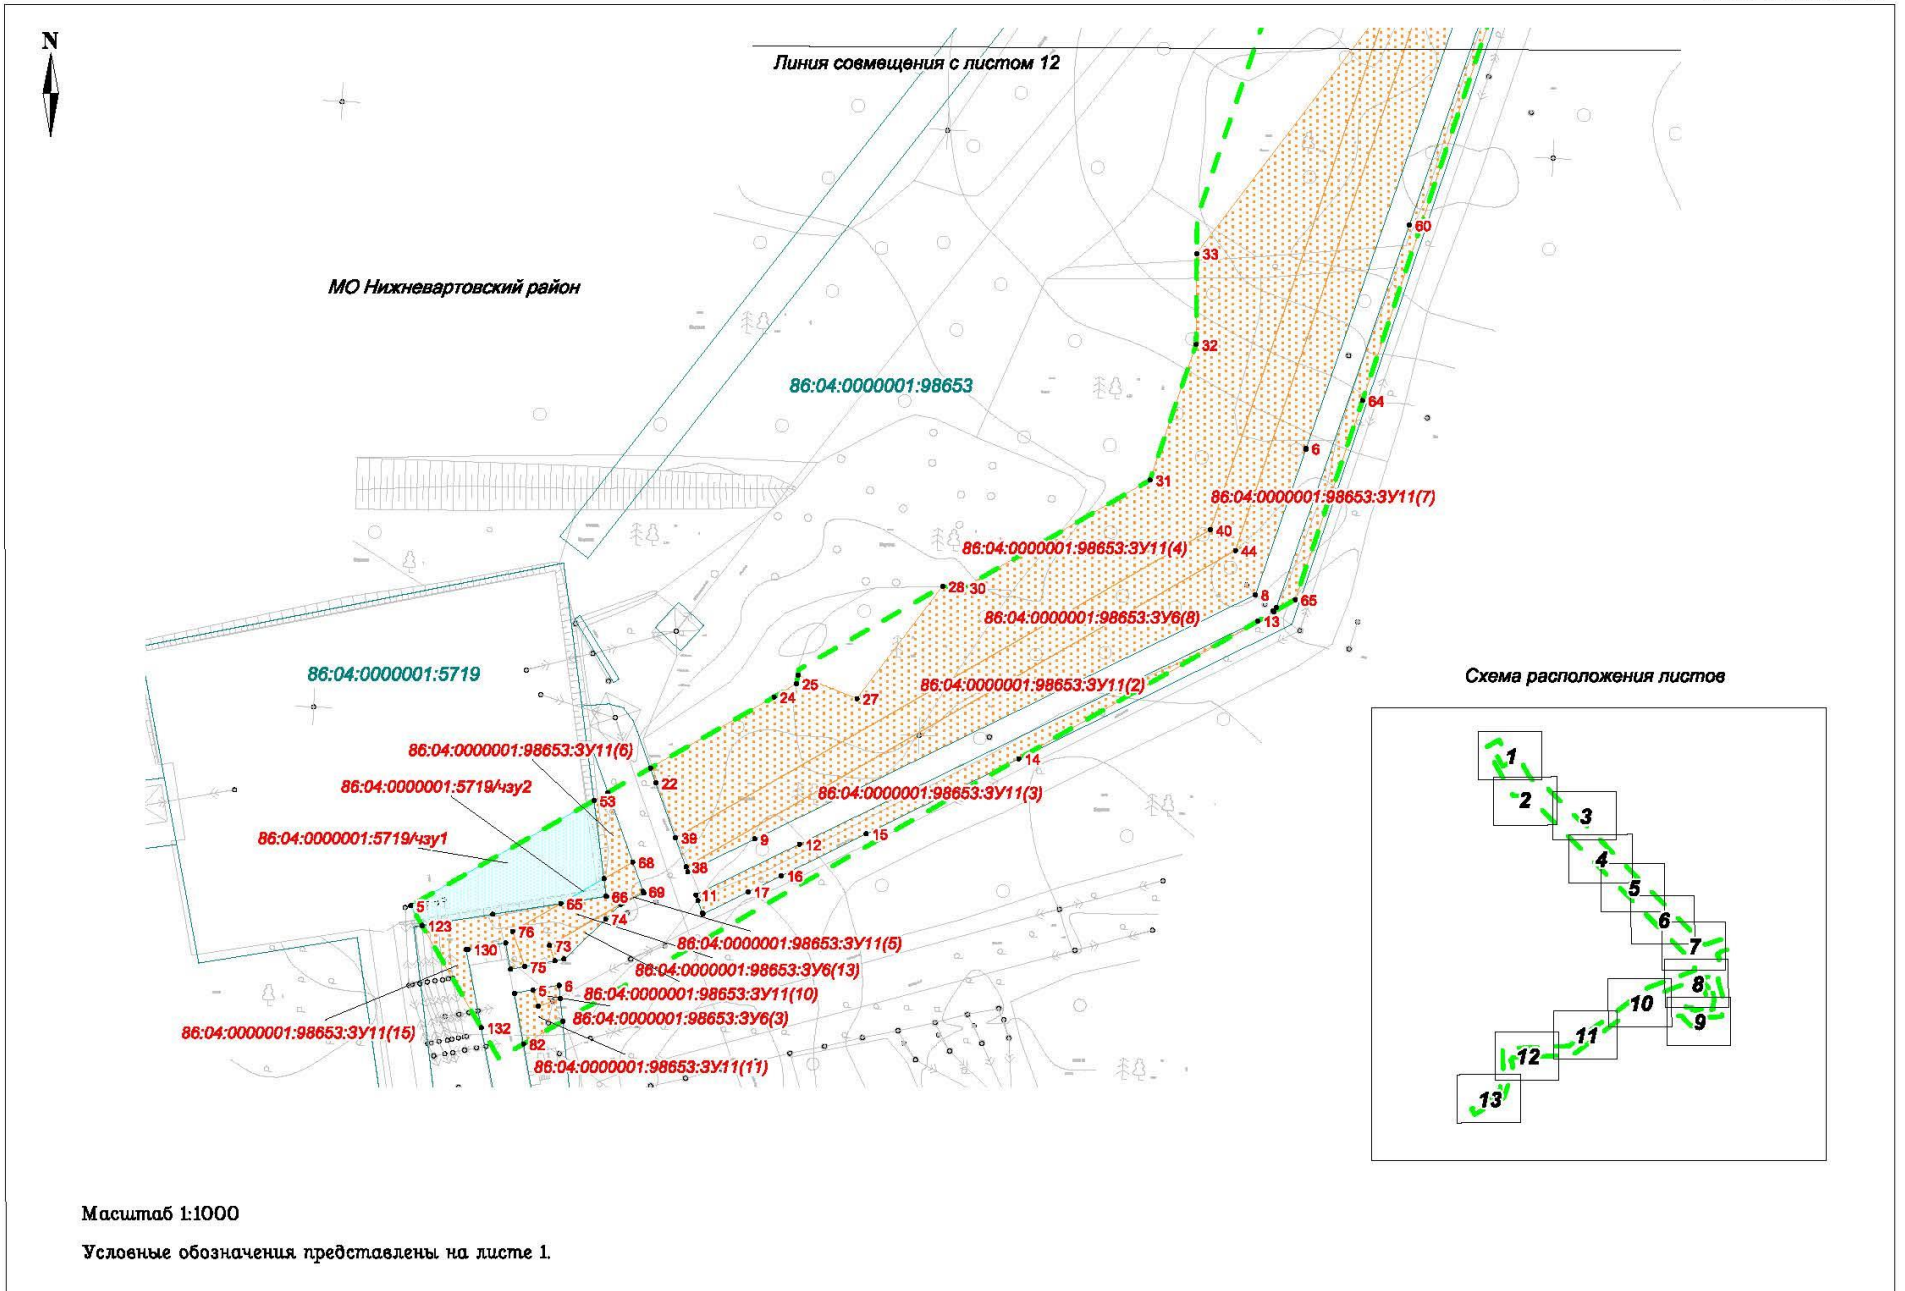 N
Линия совмещения с листом 12
МО Нижневартовский район
60
33
32
86:04:0000001:98653
64
6
31
86:04:0000001:98653:ЗУ11(7)
40
86:04:0000001:98653:ЗУ11(4)
44
28 30
8
65
86:04:0000001:98653:ЗУ6(8)
13
86:04:0000001:5719
25
86:04:0000001:98653:ЗУ11(2)
24
27
Схема расположения листов
86:04:0000001:98653:ЗУ11(6)
14
22
86:04:0000001:5719/чзу2
86:04:0000001:98653:ЗУ11(3)
53
86:04:0000001:5719/чзу1
39
9
15
12
68
38
16
69
17
66
11
65
5
74
123
76
86:04:0000001:98653:ЗУ11(5)
130
73
75
86:04:0000001:98653:ЗУ6(13)
5
6
86:04:0000001:98653:ЗУ11(10)
86:04:0000001:98653:ЗУ6(3)
86:04:0000001:98653:ЗУ11(15)
132
82
86:04:0000001:98653:ЗУ11(11)
1
2
3
4
5
6
7
8
10
9
11
12
13
Масштаб 1:1000
Условные обозначения представлены на листе 1.